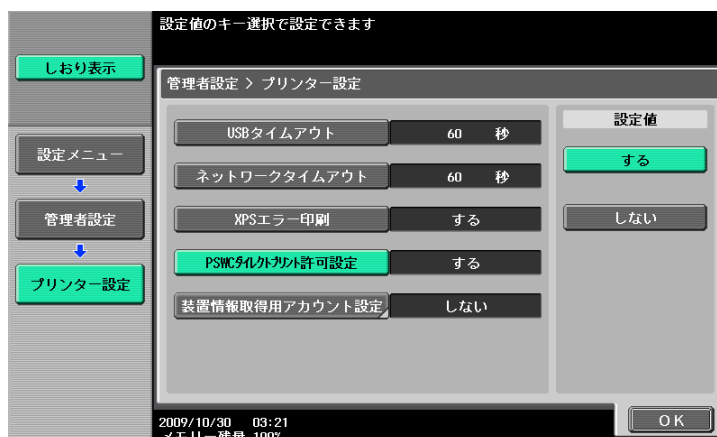 設定値のキー選択で設定できます
しおり表示
管理者設定 > プリンター設定
設定メニュー
管理者設定
プリンター設定
USBタイムアウト 60 秒
ネットワークタイムアウト 60 秒
XPSエラー印刷 する
PSWCダイレクトプリント許可設定 する
装置情報取得用アカウント設定 しない
設定値
する
しない
2009/10/30 03:21
メモリー残量 100%
OK